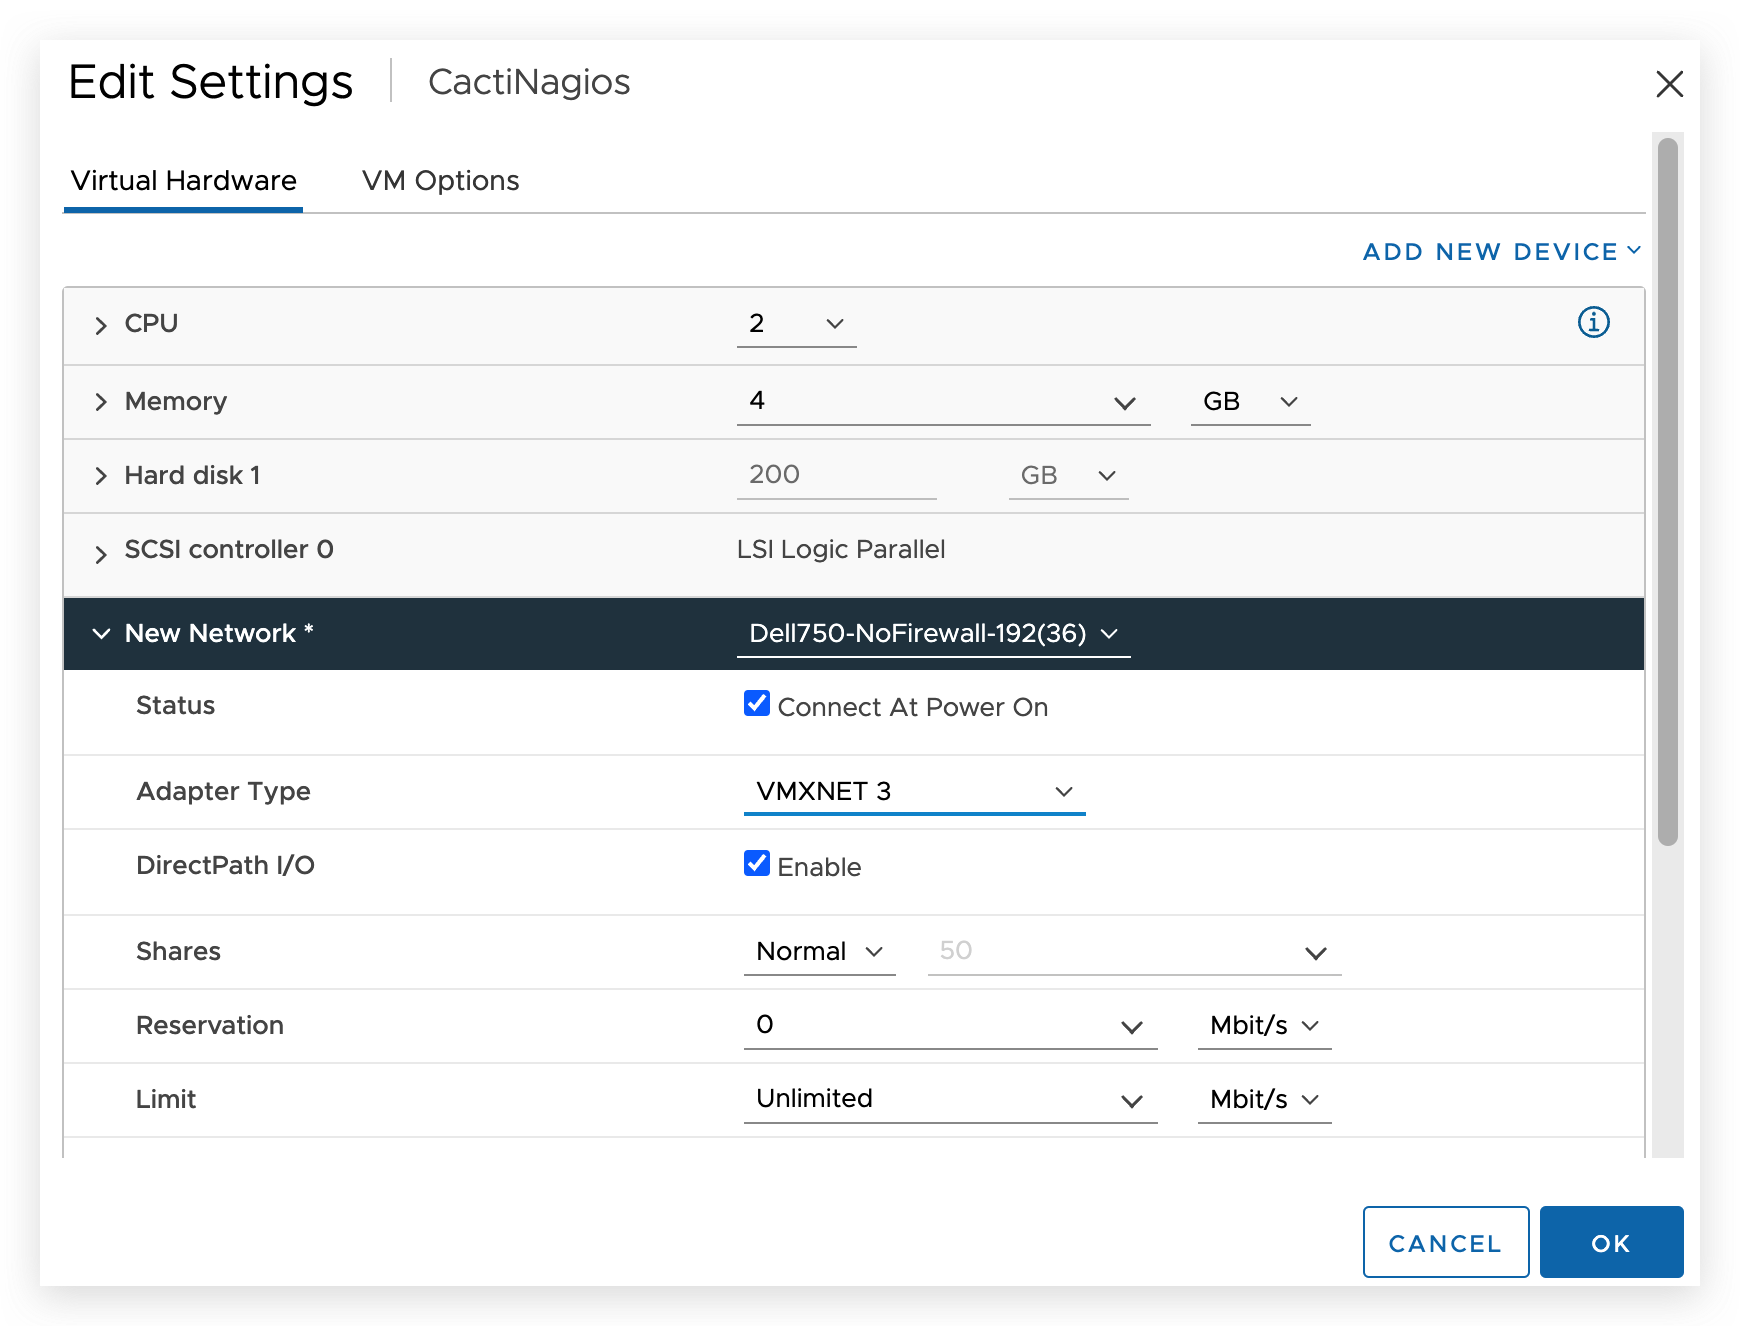 Edit Settings CactiNagios
Virtual Hardware VM Options
ADD NEW DEVICE
CPU 2
Memory 4 GB
Hard disk 1 200 GB
SCSI controller 0 LSI Logic Parallel
New Network * Dell750-NoFirewall-192(36)
Status Connect At Power On
Adapter Type VMXNET 3
DirectPath I/O Enable
Shares Normal 50
Reservation 0 Mbit/s
Limit Unlimited Mbit/s
CANCEL OK